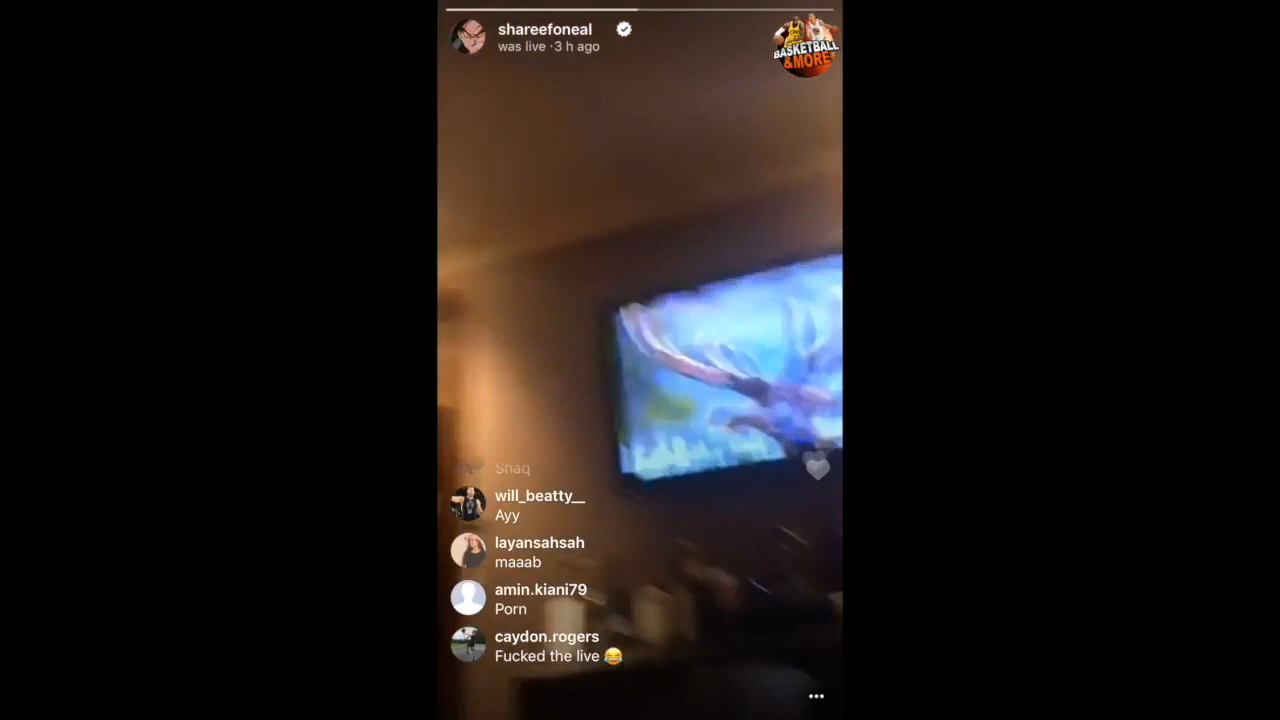 shareefoneal
was live · 3 h ago
BASKETBALL
&MORE
Shaq
will_beatty__
Ayy
layansahsah
maaab
amin.kiani79
Porn
caydon.rogers
Fucked the live 😂